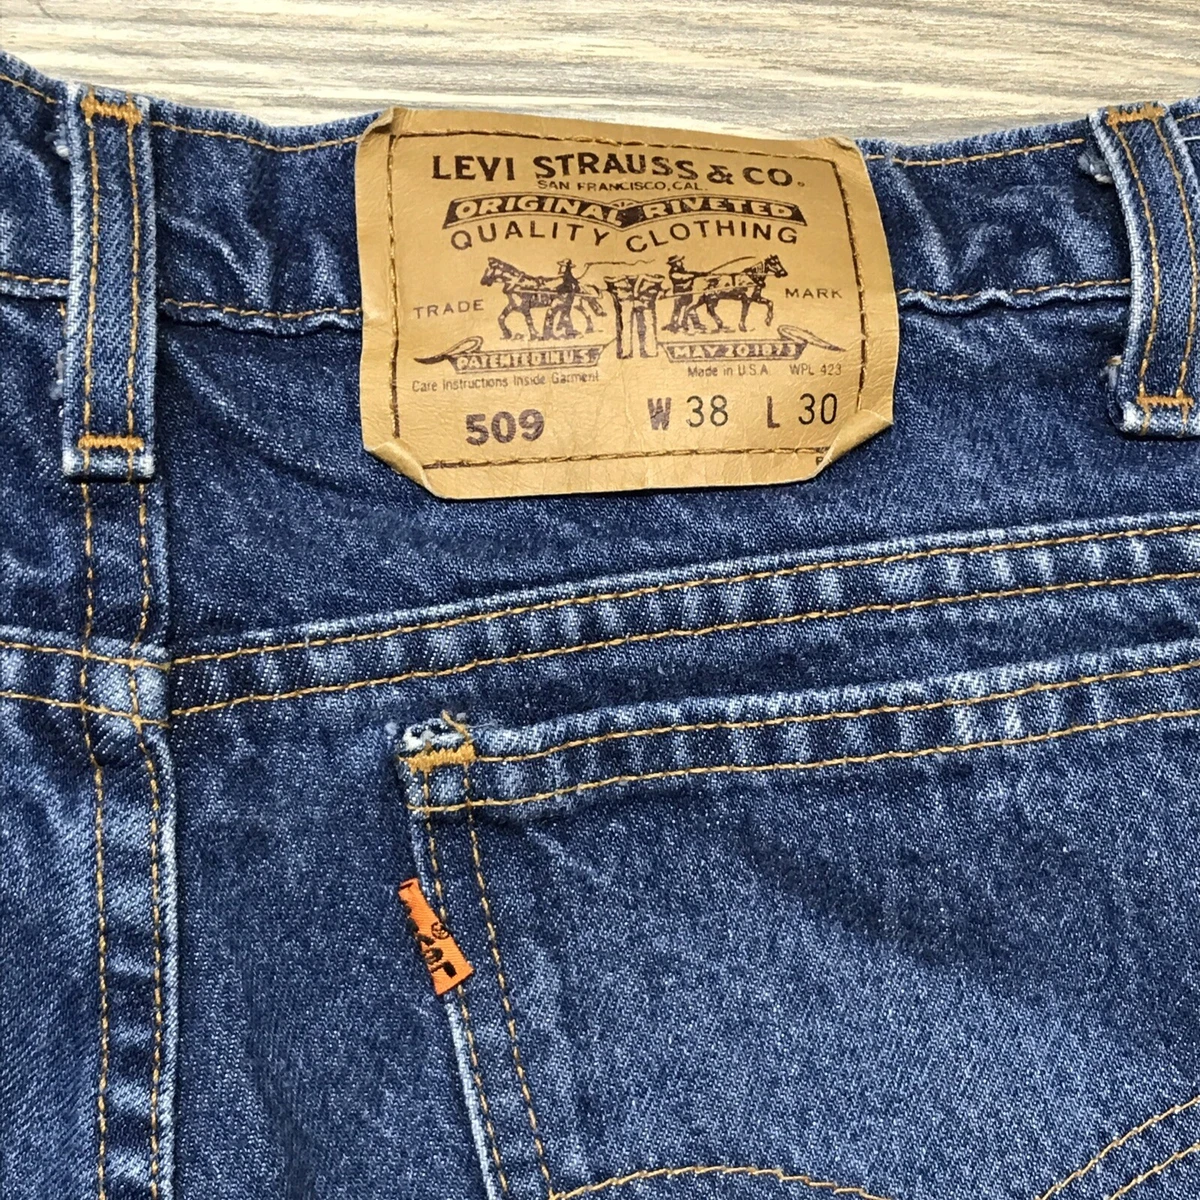 LEVI STRAUSS & CO.
SAN FRANCISCO, CAL.
ORIGINAL RIVETED
QUALITY CLOTHING
TRADE MARK
PATENTED IN U.S. MAY 20 1873
Care Instructions Inside Garment Made in U.S.A WPL 423
509 W 38 L 30